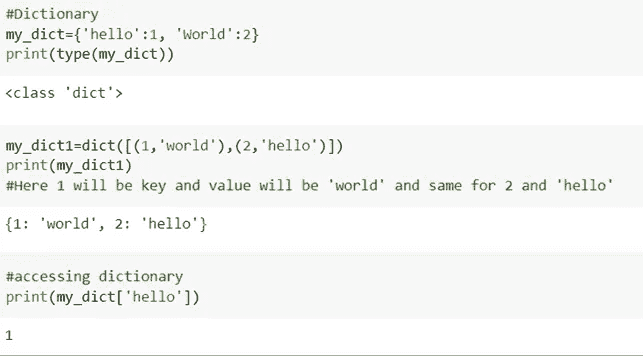 #Dictionary
my_dict={'hello':1, 'World':2}
print(type(my_dict))
<class 'dict'>
my_dict1=dict([(1,'world'),(2,'hello')])
print(my_dict1)
#Here 1 will be key and value will be 'world' and same for 2 and 'hello'
{1: 'world', 2: 'hello'}
#accessing dictionary
print(my_dict['hello'])
1